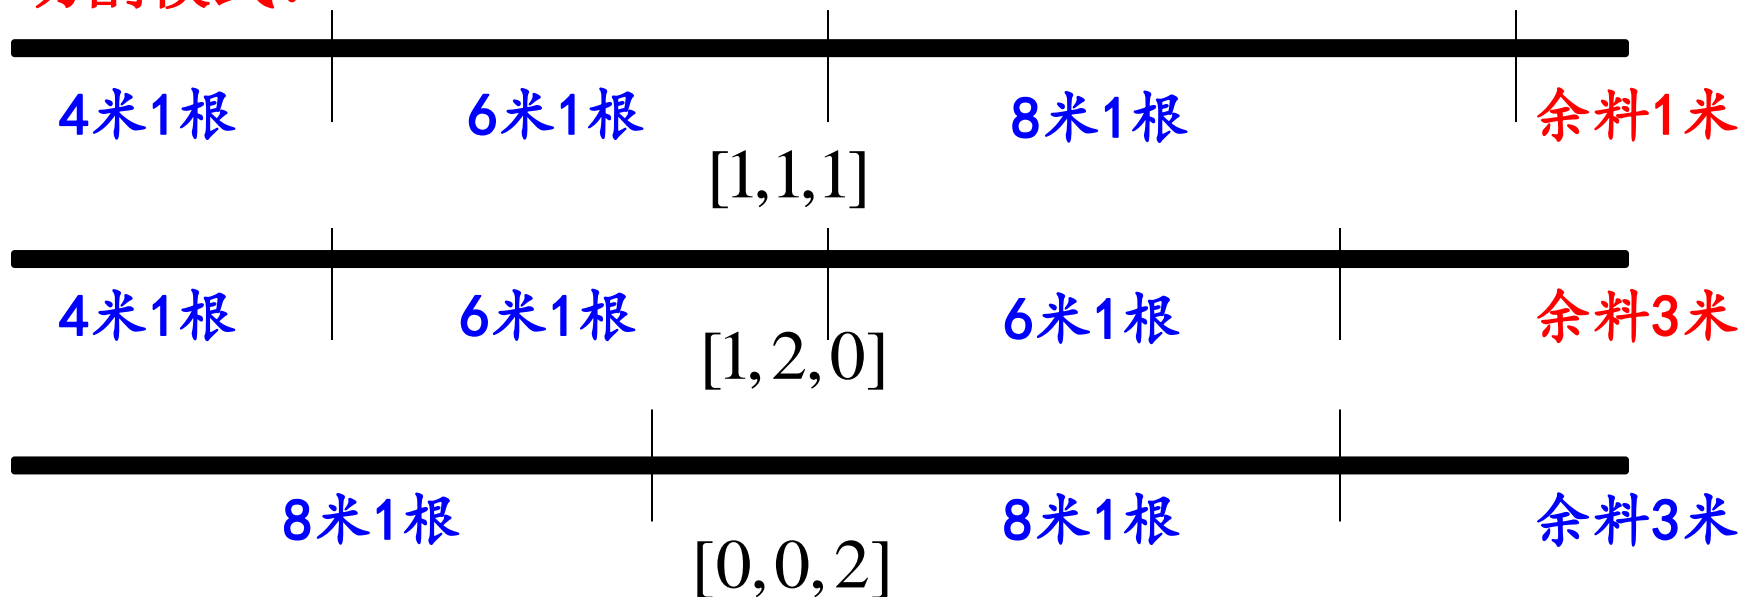 4米1根 6米1根 8米1根 余料1米
[1,1,1]
4米1根 6米1根 6米1根 余料3米
[1,2,0]
8米1根 8米1根 余料3米
[0,0,2]